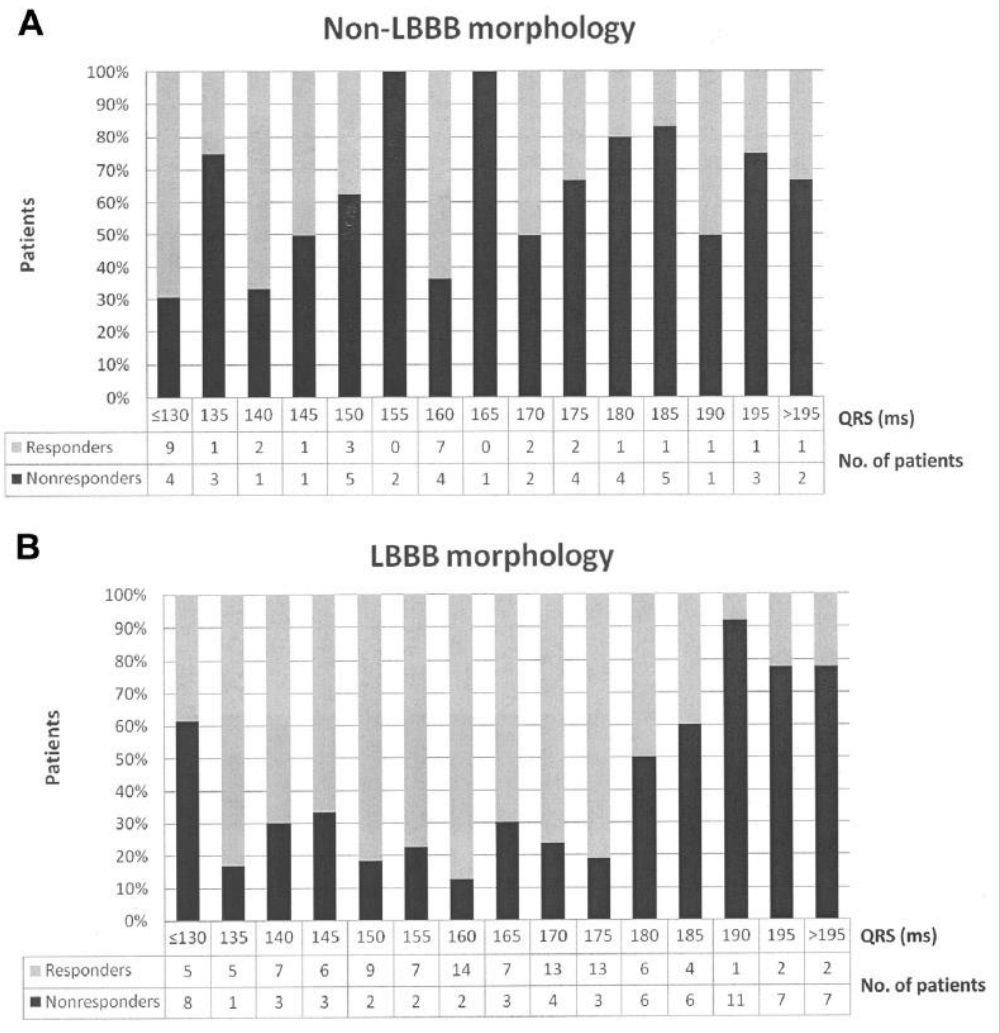 A
Non-LBBB morphology
100%
90%
80%
70%
60%
50%
40%
30%
20%
10%
0%
Patients
≤130 135 140 145 150 155 160 165 170 175 180 185 190 195 >195 QRS (ms)
Responders 9 1 2 1 3 0 7 0 2 2 1 1 1 1 1
No. of patients
Nonresponders 4 3 1 1 5 2 4 1 2 4 4 5 1 3 2
B
LBBB morphology
100%
90%
80%
70%
60%
50%
40%
30%
20%
10%
0%
Patients
≤130 135 140 145 150 155 160 165 170 175 180 185 190 195 >195 QRS (ms)
Responders 5 5 7 6 9 7 14 7 13 13 6 4 1 2 2
No. of patients
Nonresponders 8 1 3 3 2 2 2 3 4 3 6 6 11 7 7